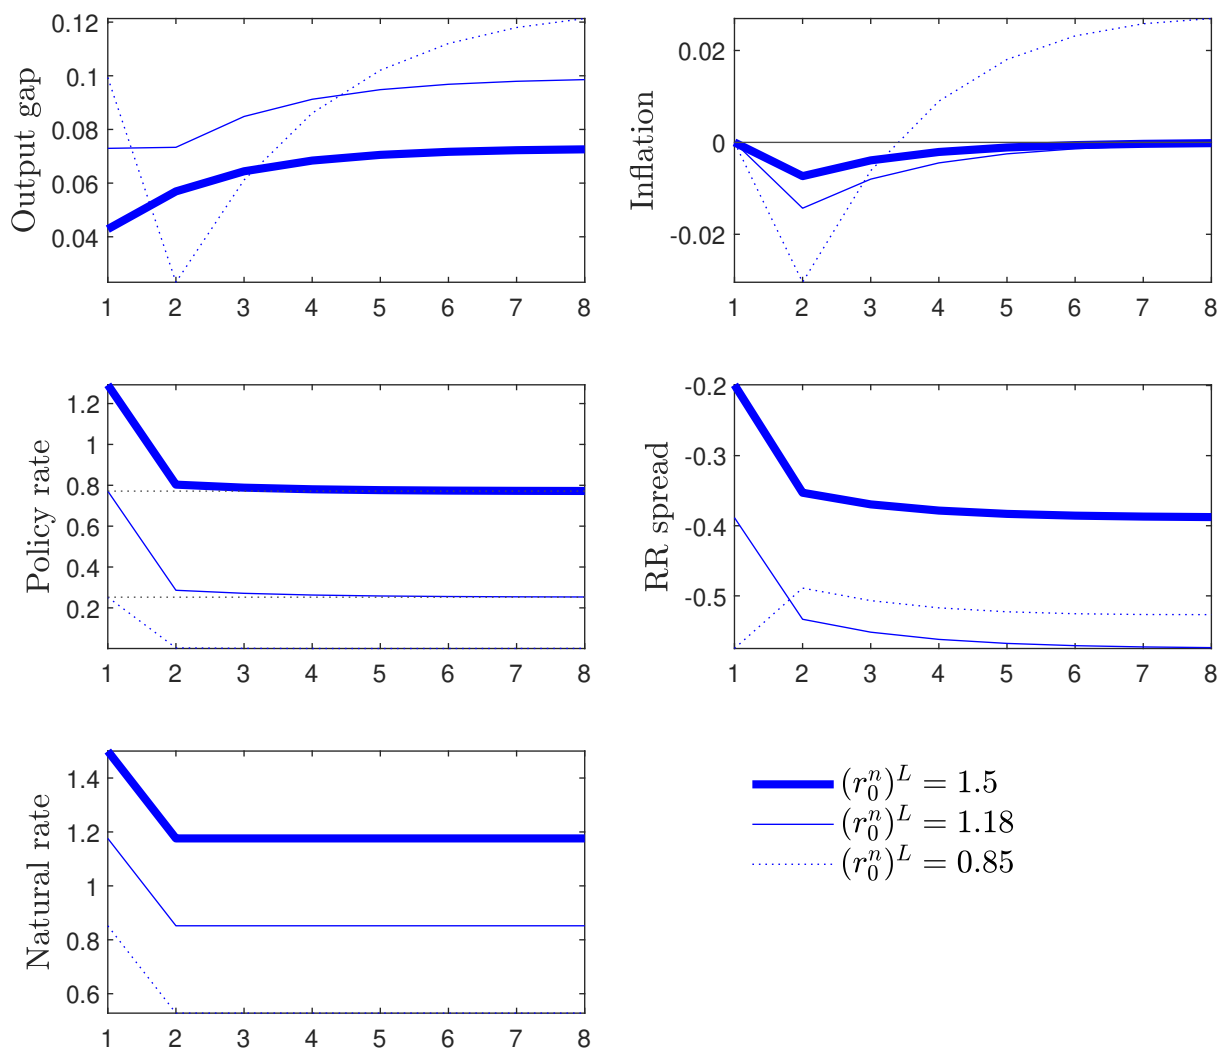 Output gap
0.12
0.1
0.08
0.06
0.04
1 2 3 4 5 6 7 8
Inflation
0.02
0
-0.02
1 2 3 4 5 6 7 8
Policy rate
1.2
1
0.8
0.6
0.4
0.2
1 2 3 4 5 6 7 8
RR spread
-0.2
-0.3
-0.4
-0.5
1 2 3 4 5 6 7 8
Natural rate
1.4
1.2
1
0.8
0.6
1 2 3 4 5 6 7 8
$(r_0^n)^L = 1.5$
$(r_0^n)^L = 1.18$
$(r_0^n)^L = 0.85$